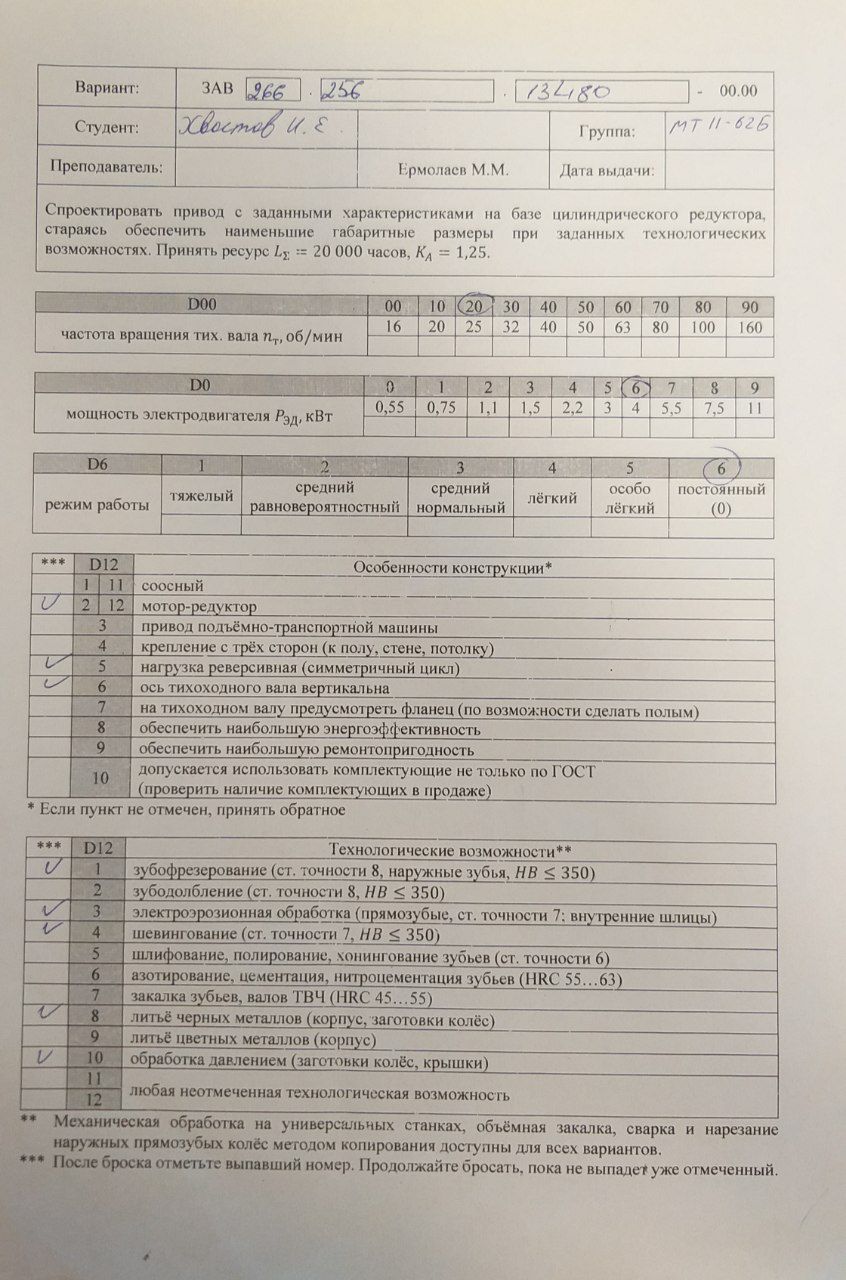 Вариант: ЗАВ 266 . 256 . 134180 - 00.00
Студент: Хвостов И.Е. Группа: МТ 11-62Б
Преподаватель: Ермолаев М.М. Дата выдачи:
Спроектировать привод с заданными характеристиками на базе цилиндрического редуктора,
стараясь обеспечить наименьшие габаритные размеры при заданных технологических
возможностях. Принять ресурс LΣ := 20 000 часов, KA = 1,25.
D00 00 10 20 30 40 50 60 70 80 90
частота вращения тих. вала nт, об/мин 16 20 25 32 40 50 63 80 100 160
D0 0 1 2 3 4 5 6 7 8 9
мощность электродвигателя PЭД, кВт 0,55 0,75 1,1 1,5 2,2 3 4 5,5 7,5 11
D6 1 2 3 4 5 6
режим работы тяжелый средний равновероятностный средний нормальный лёгкий особо лёгкий постоянный (0)
*** D12 Особенности конструкции*
1 11 соосный
✓ 2 12 мотор-редуктор
3 привод подъёмно-транспортной машины
4 крепление с трёх сторон (к полу, стене, потолку)
✓ 5 нагрузка реверсивная (симметричный цикл)
✓ 6 ось тихоходного вала вертикальна
7 на тихоходном валу предусмотреть фланец (по возможности сделать полым)
8 обеспечить наибольшую энергоэффективность
9 обеспечить наибольшую ремонтопригодность
10 допускается использовать комплектующие не только по ГОСТ
(проверить наличие комплектующих в продаже)
* Если пункт не отмечен, принять обратное
*** D12 Технологические возможности**
✓ 1 зубофрезерование (ст. точности 8, наружные зубья, HB ≤ 350)
2 зубодолбление (ст. точности 8, HB ≤ 350)
✓ 3 электроэрозионная обработка (прямозубые, ст. точности 7; внутренние шлицы)
✓ 4 шевингование (ст. точности 7, HB ≤ 350)
5 шлифование, полирование, хонингование зубьев (ст. точности 6)
6 азотирование, цементация, нитроцементация зубьев (HRC 55…63)
7 закалка зубьев, валов ТВЧ (HRC 45…55)
✓ 8 литьё черных металлов (корпус, заготовки колёс)
9 литьё цветных металлов (корпус)
✓ 10 обработка давлением (заготовки колёс, крышки)
11
12 любая неотмеченная технологическая возможность
** Механическая обработка на универсальных станках, объёмная закалка, сварка и нарезание
наружных прямозубых колёс методом копирования доступны для всех вариантов.
*** После броска отметьте выпавший номер. Продолжайте бросать, пока не выпадет уже отмеченный.